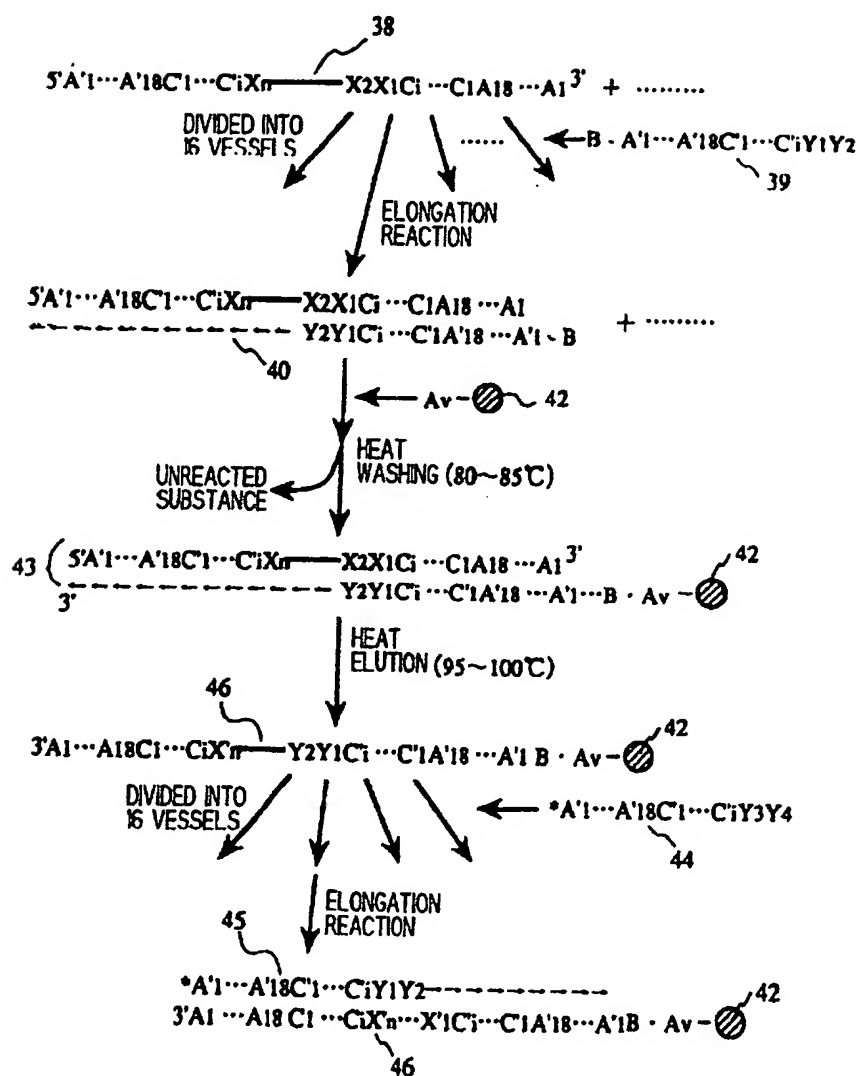 38
5'A'1···A'18C'1···C'iXn X2X1Ci···C1A18···A1 3' + ·········
DIVIDED INTO
16 VESSELS
······
B - A'1···A'18C'1···C'iY1Y2
39
ELONGATION
REACTION
5'A'1···A'18C'1···C'iXn X2X1Ci···C1A18···A1
Y2Y1C'i···C'1A'18···A'1-B + ·········
40
Av- 42
HEAT
WASHING (80~85℃)
UNREACTED
SUBSTANCE
43 5'A'1···A'18C'1···C'iXn X2X1Ci···C1A18···A1 3'
42
3' Y2Y1C'i···C'1A'18···A'1···B · Av-
HEAT
ELUTION (95~100℃)
46
42
3'A1···A18C1···CiX'n Y2Y1C'i···C'1A'18···A'1 B · Av-
DIVIDED INTO
16 VESSELS
*A'1···A'18C'1···C'iY3Y4
44
ELONGATION
REACTION
45
*A'1···A'18C'1···C'iY1Y2
42
3'A1···A18 C1···CiX'n···X'1C'i···C'1A'18···A'1B · Av-
46